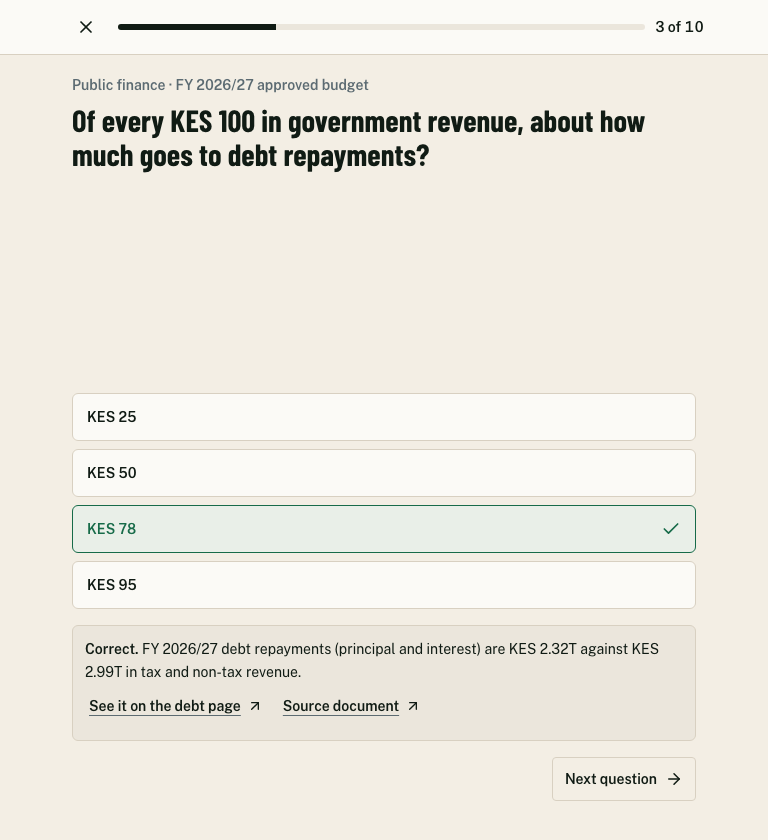 3 of 10
Public finance · FY 2026/27 approved budget
Of every KES 100 in government revenue, about how
much goes to debt repayments?
KES 25
KES 50
KES 78
KES 95
Correct. FY 2026/27 debt repayments (principal and interest) are KES 2.32T against KES
2.99T in tax and non-tax revenue.
See it on the debt page Source document
Next question